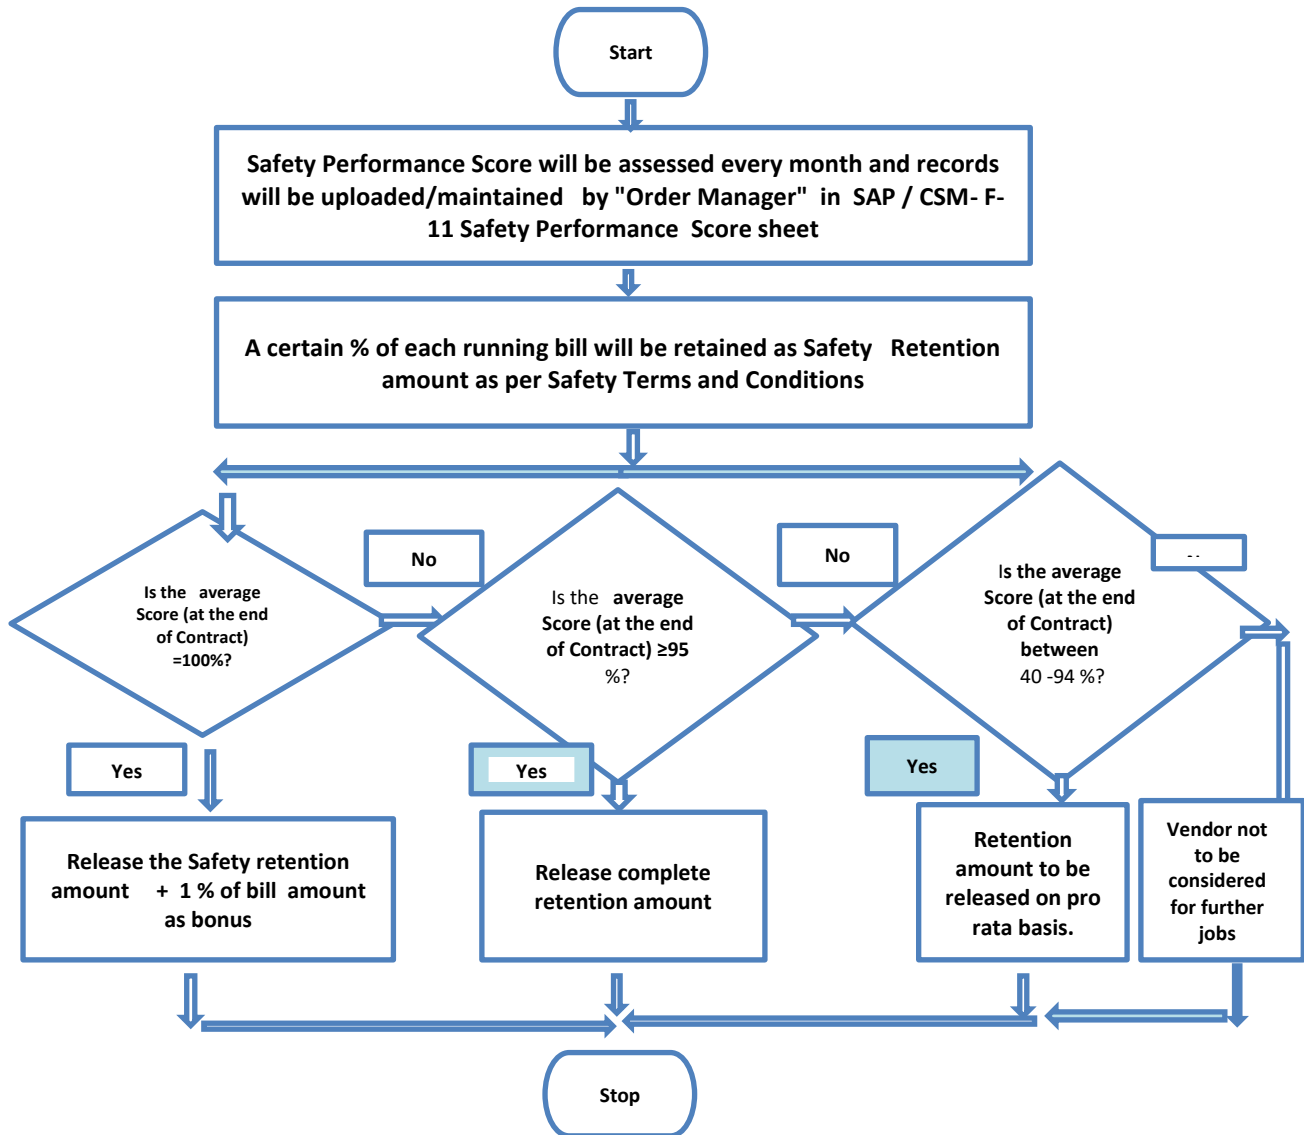 Start
Safety Performance Score will be assessed every month and records
will be uploaded/maintained by "Order Manager" in SAP / CSM- F-
11 Safety Performance Score sheet
A certain % of each running bill will be retained as Safety Retention
amount as per Safety Terms and Conditions
Is the average
Score (at the end
of Contract)
=100%?
No
Is the average
Score (at the end
of Contract) ≥95
%?
No
Is the average
Score (at the end
of Contract)
between
40 -94 %?
Yes
Yes
Yes
Release the Safety retention
amount + 1 % of bill amount
as bonus
Release complete
retention amount
Retention
amount to be
released on pro
rata basis.
Vendor not
to be
considered
for further
jobs
Stop